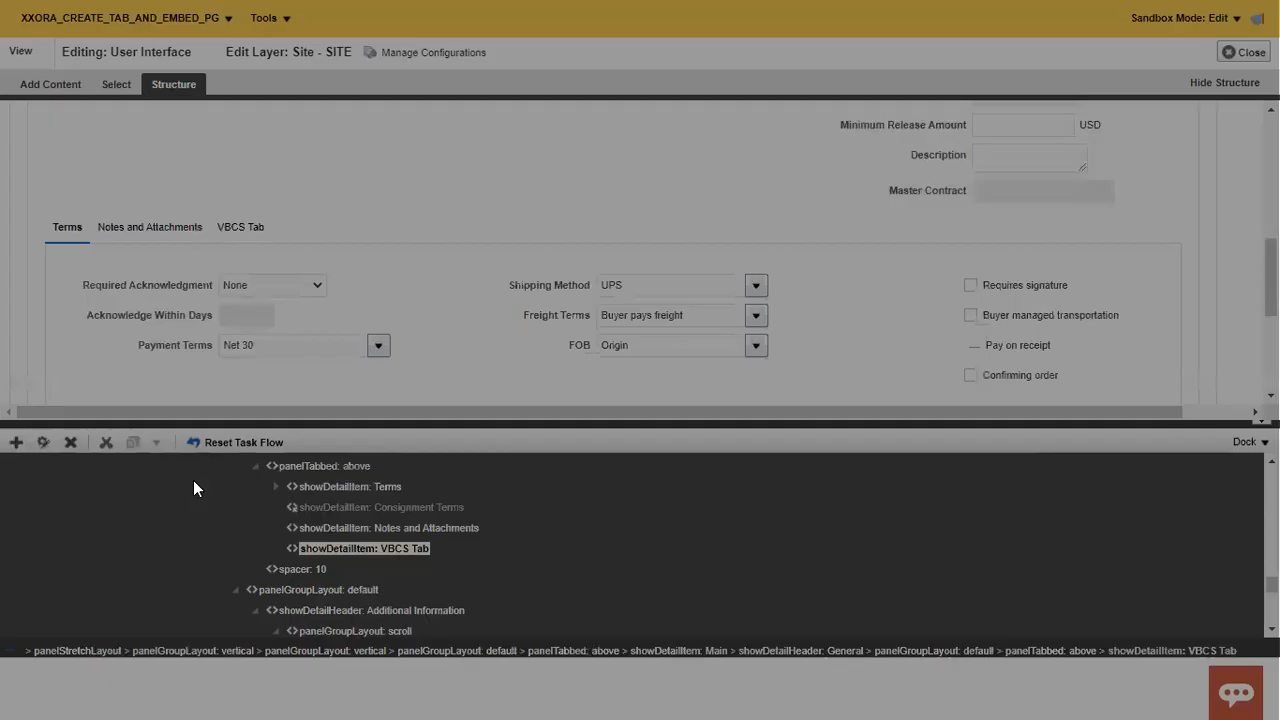 XXORA_CREATE_TAB_AND_EMBED_PG Tools Sandbox Mode: Edit
View Editing: User Interface Edit Layer: Site - SITE Manage Configurations Close
Add Content Select Structure Hide Structure
Minimum Release Amount USD
Description
Master Contract
Terms Notes and Attachments VBCS Tab
Required Acknowledgment None Shipping Method UPS Requires signature
Acknowledge Within Days Freight Terms Buyer pays freight Buyer managed transportation
Payment Terms Net 30 FOB Origin Pay on receipt
Confirming order
Reset Task Flow Dock
<>panelTabbed: above
<>showDetailItem: Terms
<>showDetailItem: Consignment Terms
<>showDetailItem: Notes and Attachments
<>showDetailItem: VBCS Tab
<>spacer: 10
<>panelGroupLayout: default
<>showDetailHeader: Additional Information
<>panelGroupLayout: scroll
> panelStretchLayout > panelGroupLayout: vertical > panelGroupLayout: vertical > panelGroupLayout: default > panelTabbed: above > showDetailItem: Main > showDetailHeader: General > panelGroupLayout: default > panelTabbed: above > showDetailItem: VBCS Tab